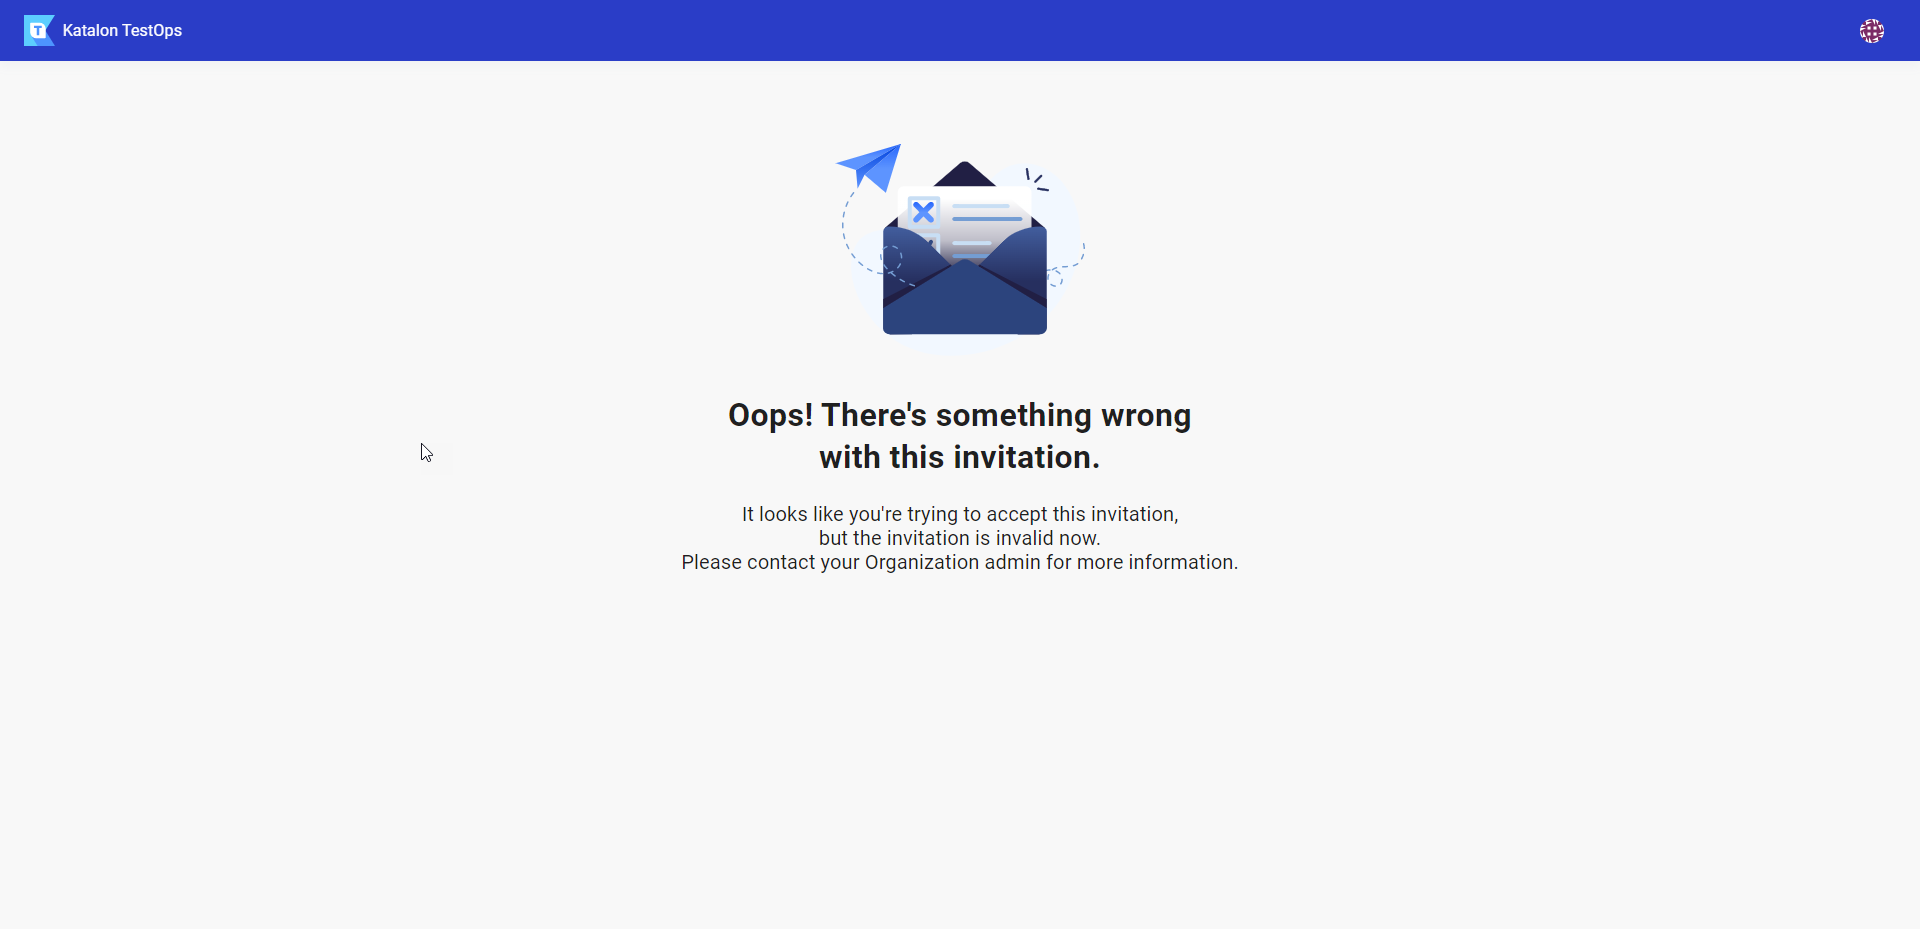 Katalon TestOps
Oops! There's something wrong
with this invitation.
It looks like you're trying to accept this invitation,
but the invitation is invalid now.
Please contact your Organization admin for more information.